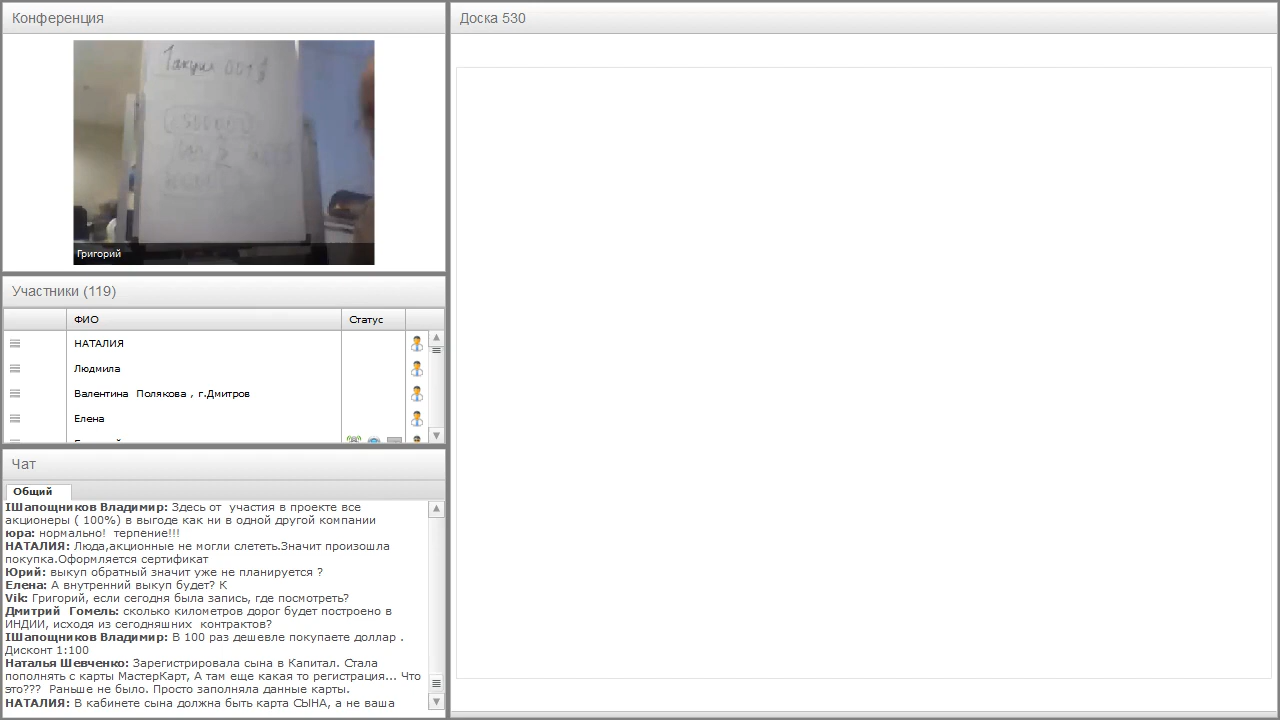 Конференция
Доска 530
Григорий
Участники (119)
ФИО
Статус
НАТАЛИЯ
Людмила
Валентина Полякова , г.Дмитров
Елена
Чат
Общий
IШапощников Владимир: Здесь от участия в проекте все
акционеры ( 100%) в выгоде как ни в одной другой компании
юра: нормально! терпение!!!
НАТАЛИЯ: Люда,акционные не могли слететь.Значит произошла
покупка.Оформляется сертификат
Юрий: выкуп обратный значит уже не планируется ?
Елена: А внутренний выкуп будет? К
Vik: Григорий, если сегодня была запись, где посмотреть?
Дмитрий Гомель: сколько километров дорог будет построено в
ИНДИИ, исходя из сегодняшних контрактов?
IШапощников Владимир: В 100 раз дешевле покупаете доллар .
Дисконт 1:100
Наталья Шевченко: Зарегистрировала сына в Капитал. Стала
пополнять с карты МастерКарт, А там еще какая то регистрация... Что
это??? Раньше не было. Просто заполняла данные карты.
НАТАЛИЯ: В кабинете сына должна быть карта СЫНА, а не ваша